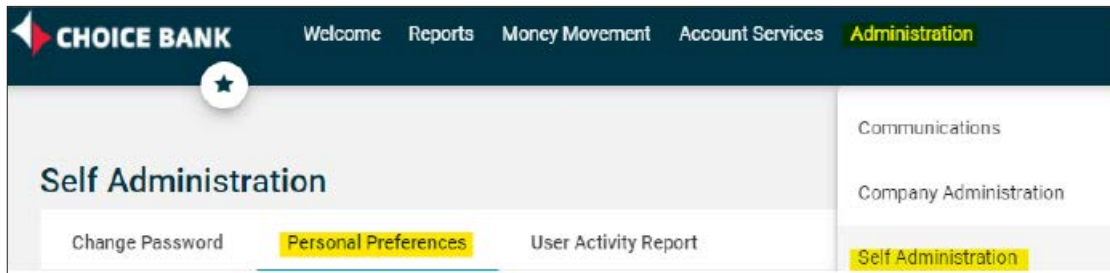 CHOICE BANK Welcome Reports Money Movement Account Services Administration
Communications
Self Administration
Company Administration
Change Password Personal Preferences User Activity Report
Self Administration